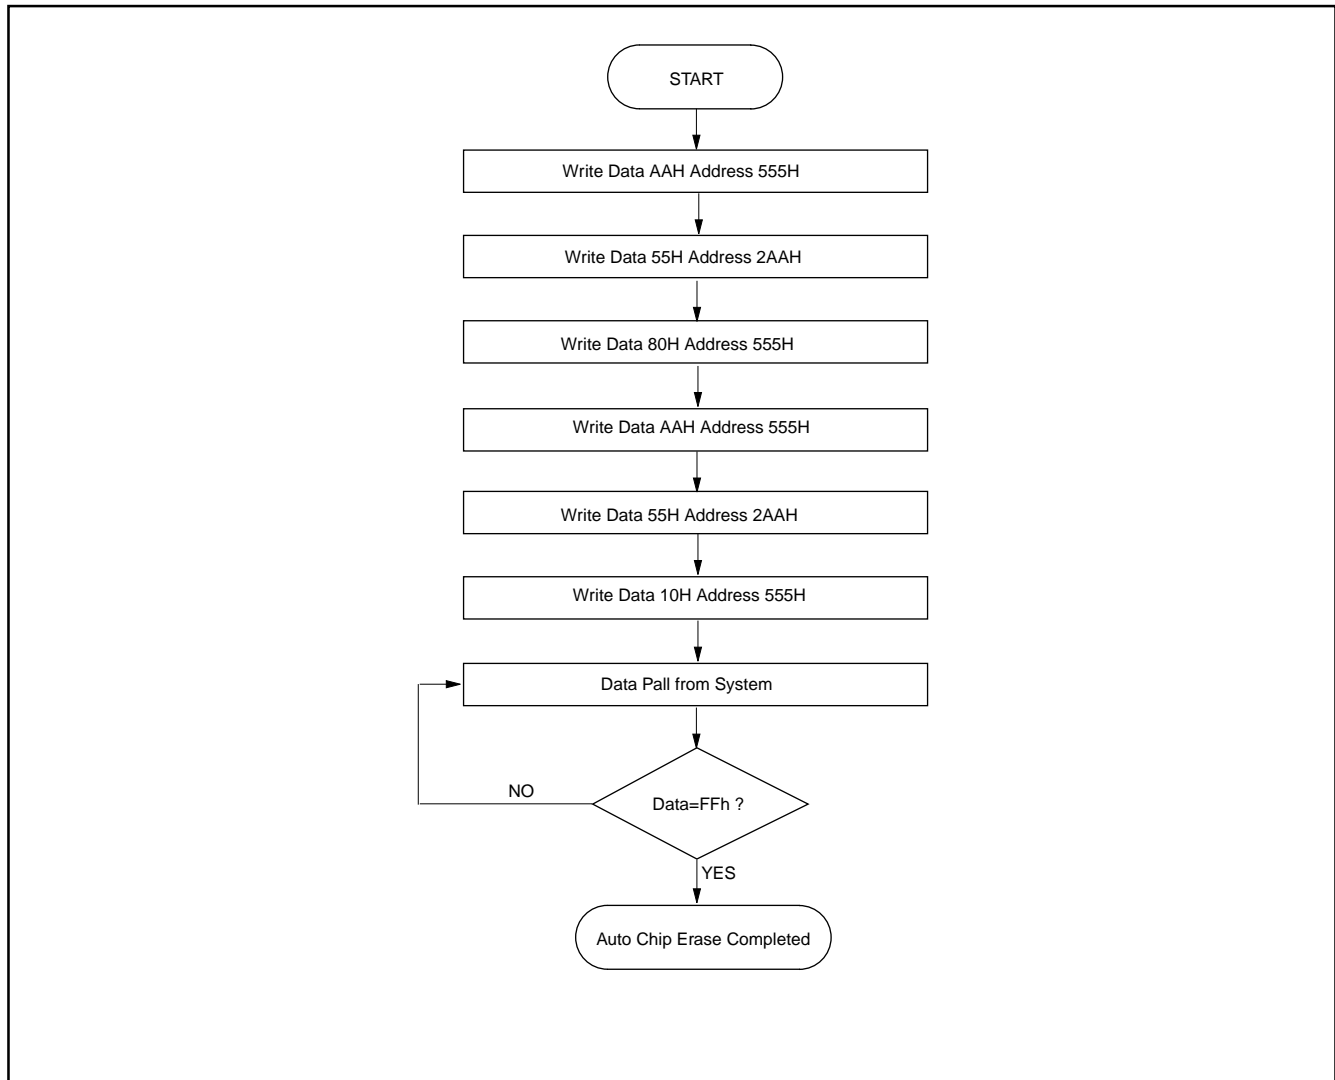 START
Write Data AAH Address 555H
Write Data 55H Address 2AAH
Write Data 80H Address 555H
Write Data AAH Address 555H
Write Data 55H Address 2AAH
Write Data 10H Address 555H
Data Pall from System
NO
Data=FFh ?
YES
Auto Chip Erase Completed